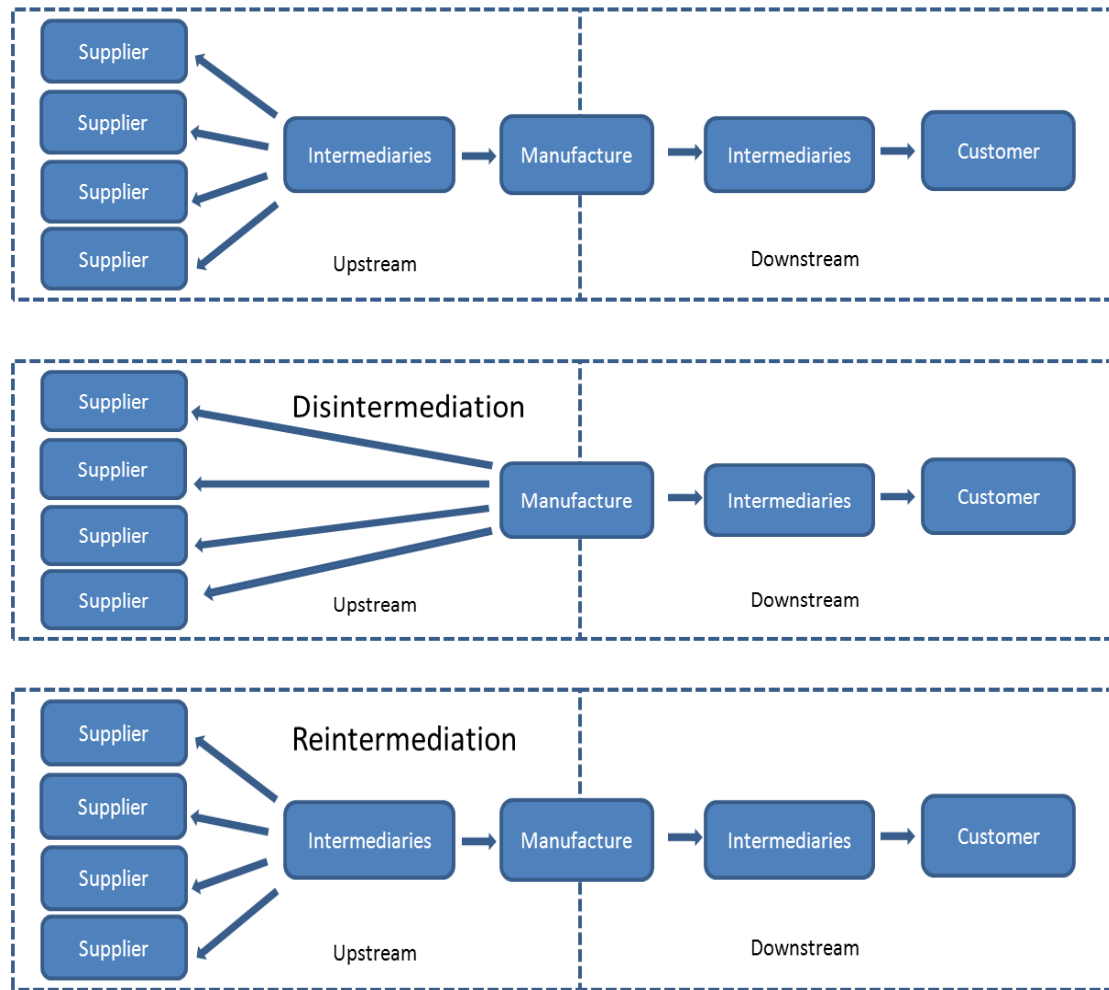 Supplier
Supplier
Supplier
Supplier
Intermediaries
Manufacture
Intermediaries
Customer
Upstream
Downstream
Disintermediation
Supplier
Supplier
Supplier
Supplier
Manufacture
Intermediaries
Customer
Upstream
Downstream
Reintermediation
Supplier
Supplier
Supplier
Supplier
Intermediaries
Manufacture
Intermediaries
Customer
Upstream
Downstream